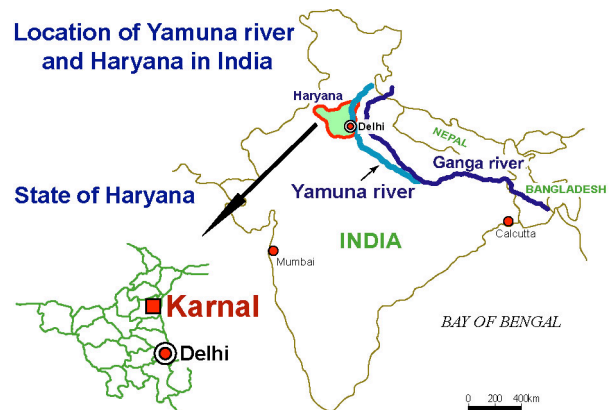 Location of Yamuna river
and Haryana in India
Haryana
Delhi
NEPAL
Ganga river
BANGLADESH
Yamuna river
State of Haryana
Calcutta
INDIA
Mumbai
Karnal
BAY OF BENGAL
Delhi
0 200 400km